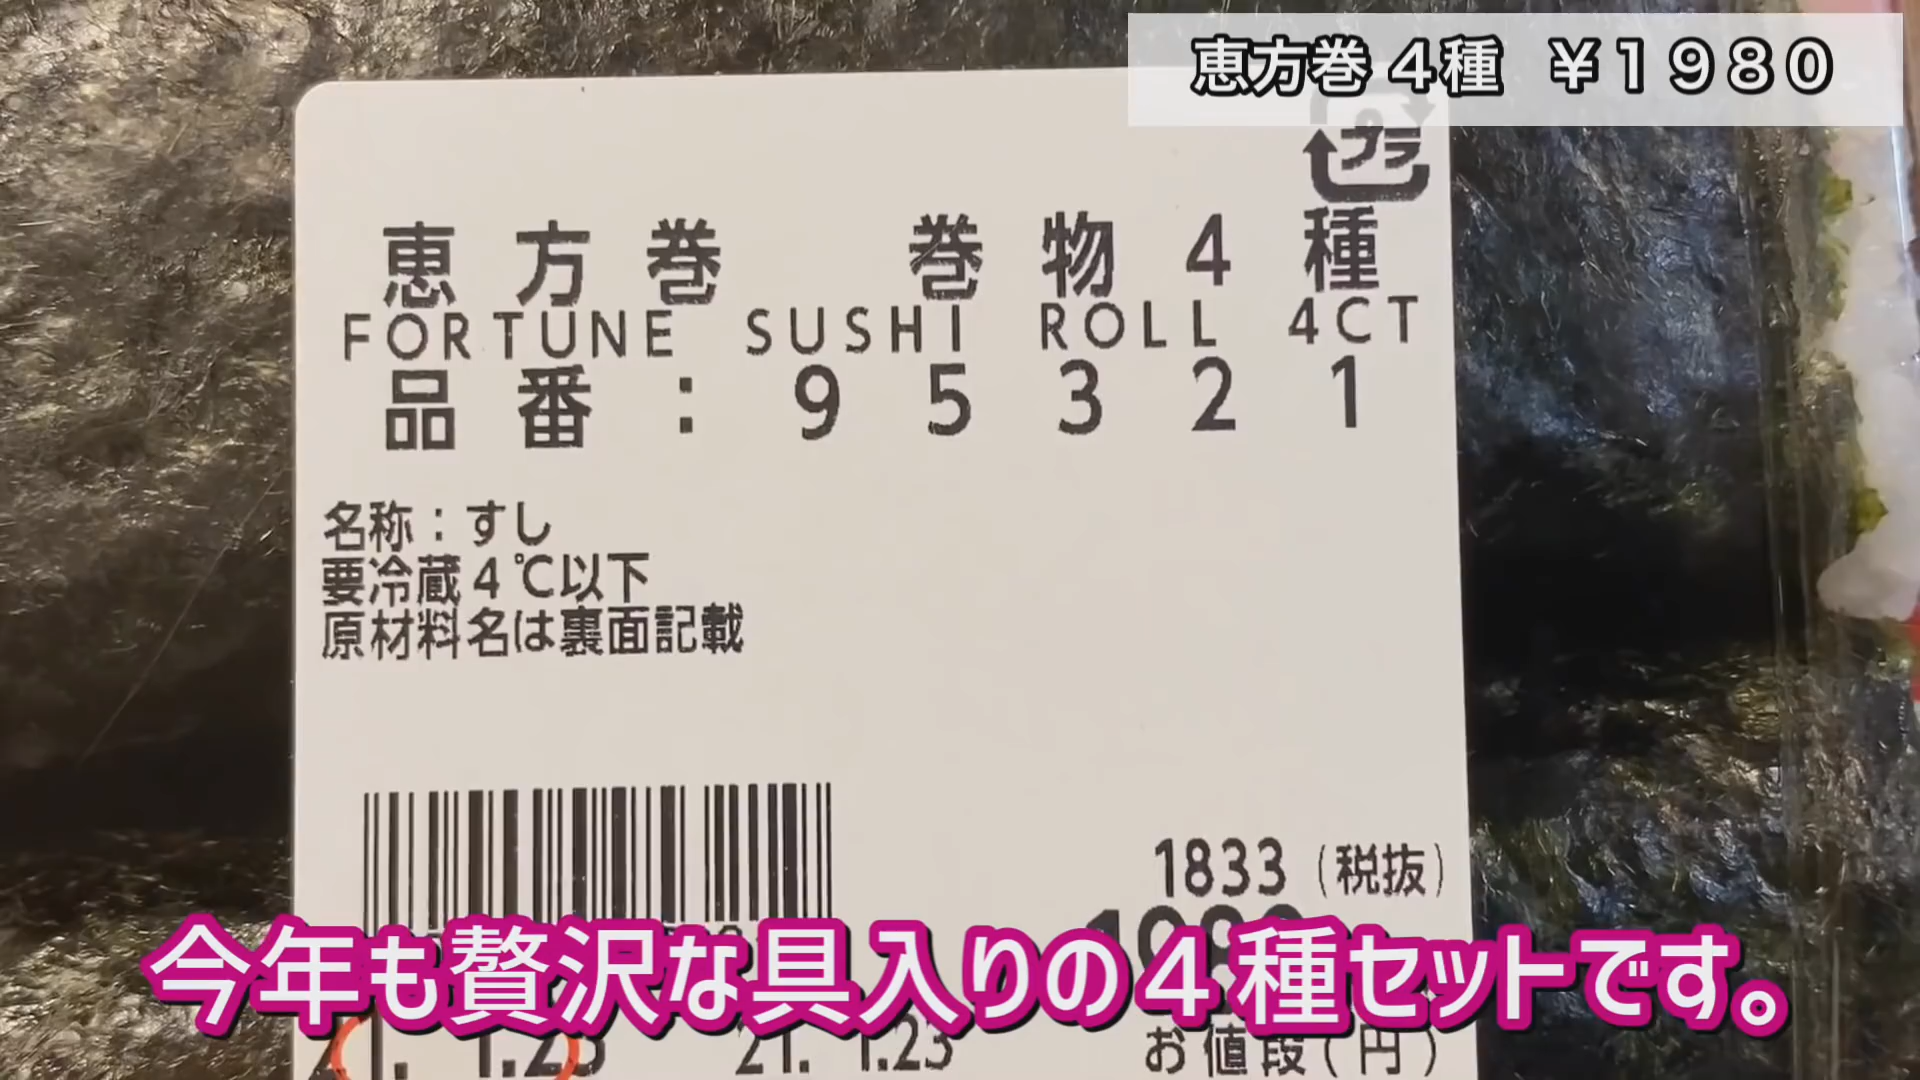 恵方巻 4種 ￥1980
プラ
恵方巻 巻物4種
FORTUNE SUSHI ROLL 4CT
品番：95321
名称：すし
要冷蔵4℃以下
原材料名は裏面記載
1833（税抜）
今年も贅沢な具入りの4種セットです。
21. 1.23
お値段（円）